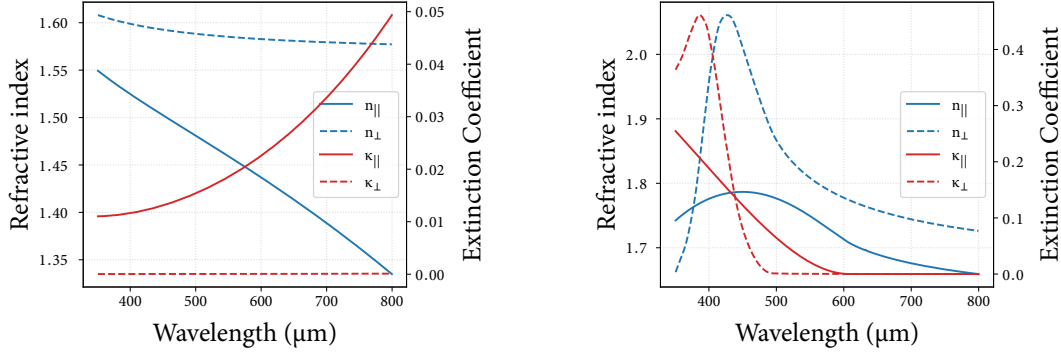 Refractive index
1.60
1.55
1.50
1.45
1.40
1.35
0.05
0.04
0.03
0.02
0.01
0.00
Extinction Coefficient
n||
n⊥
κ||
κ⊥
400
500
600
700
800
Wavelength (μm)
Refractive index
2.0
1.9
1.8
1.7
0.4
0.3
0.2
0.1
0.0
Extinction Coefficient
n||
n⊥
κ||
κ⊥
400
500
600
700
800
Wavelength (μm)